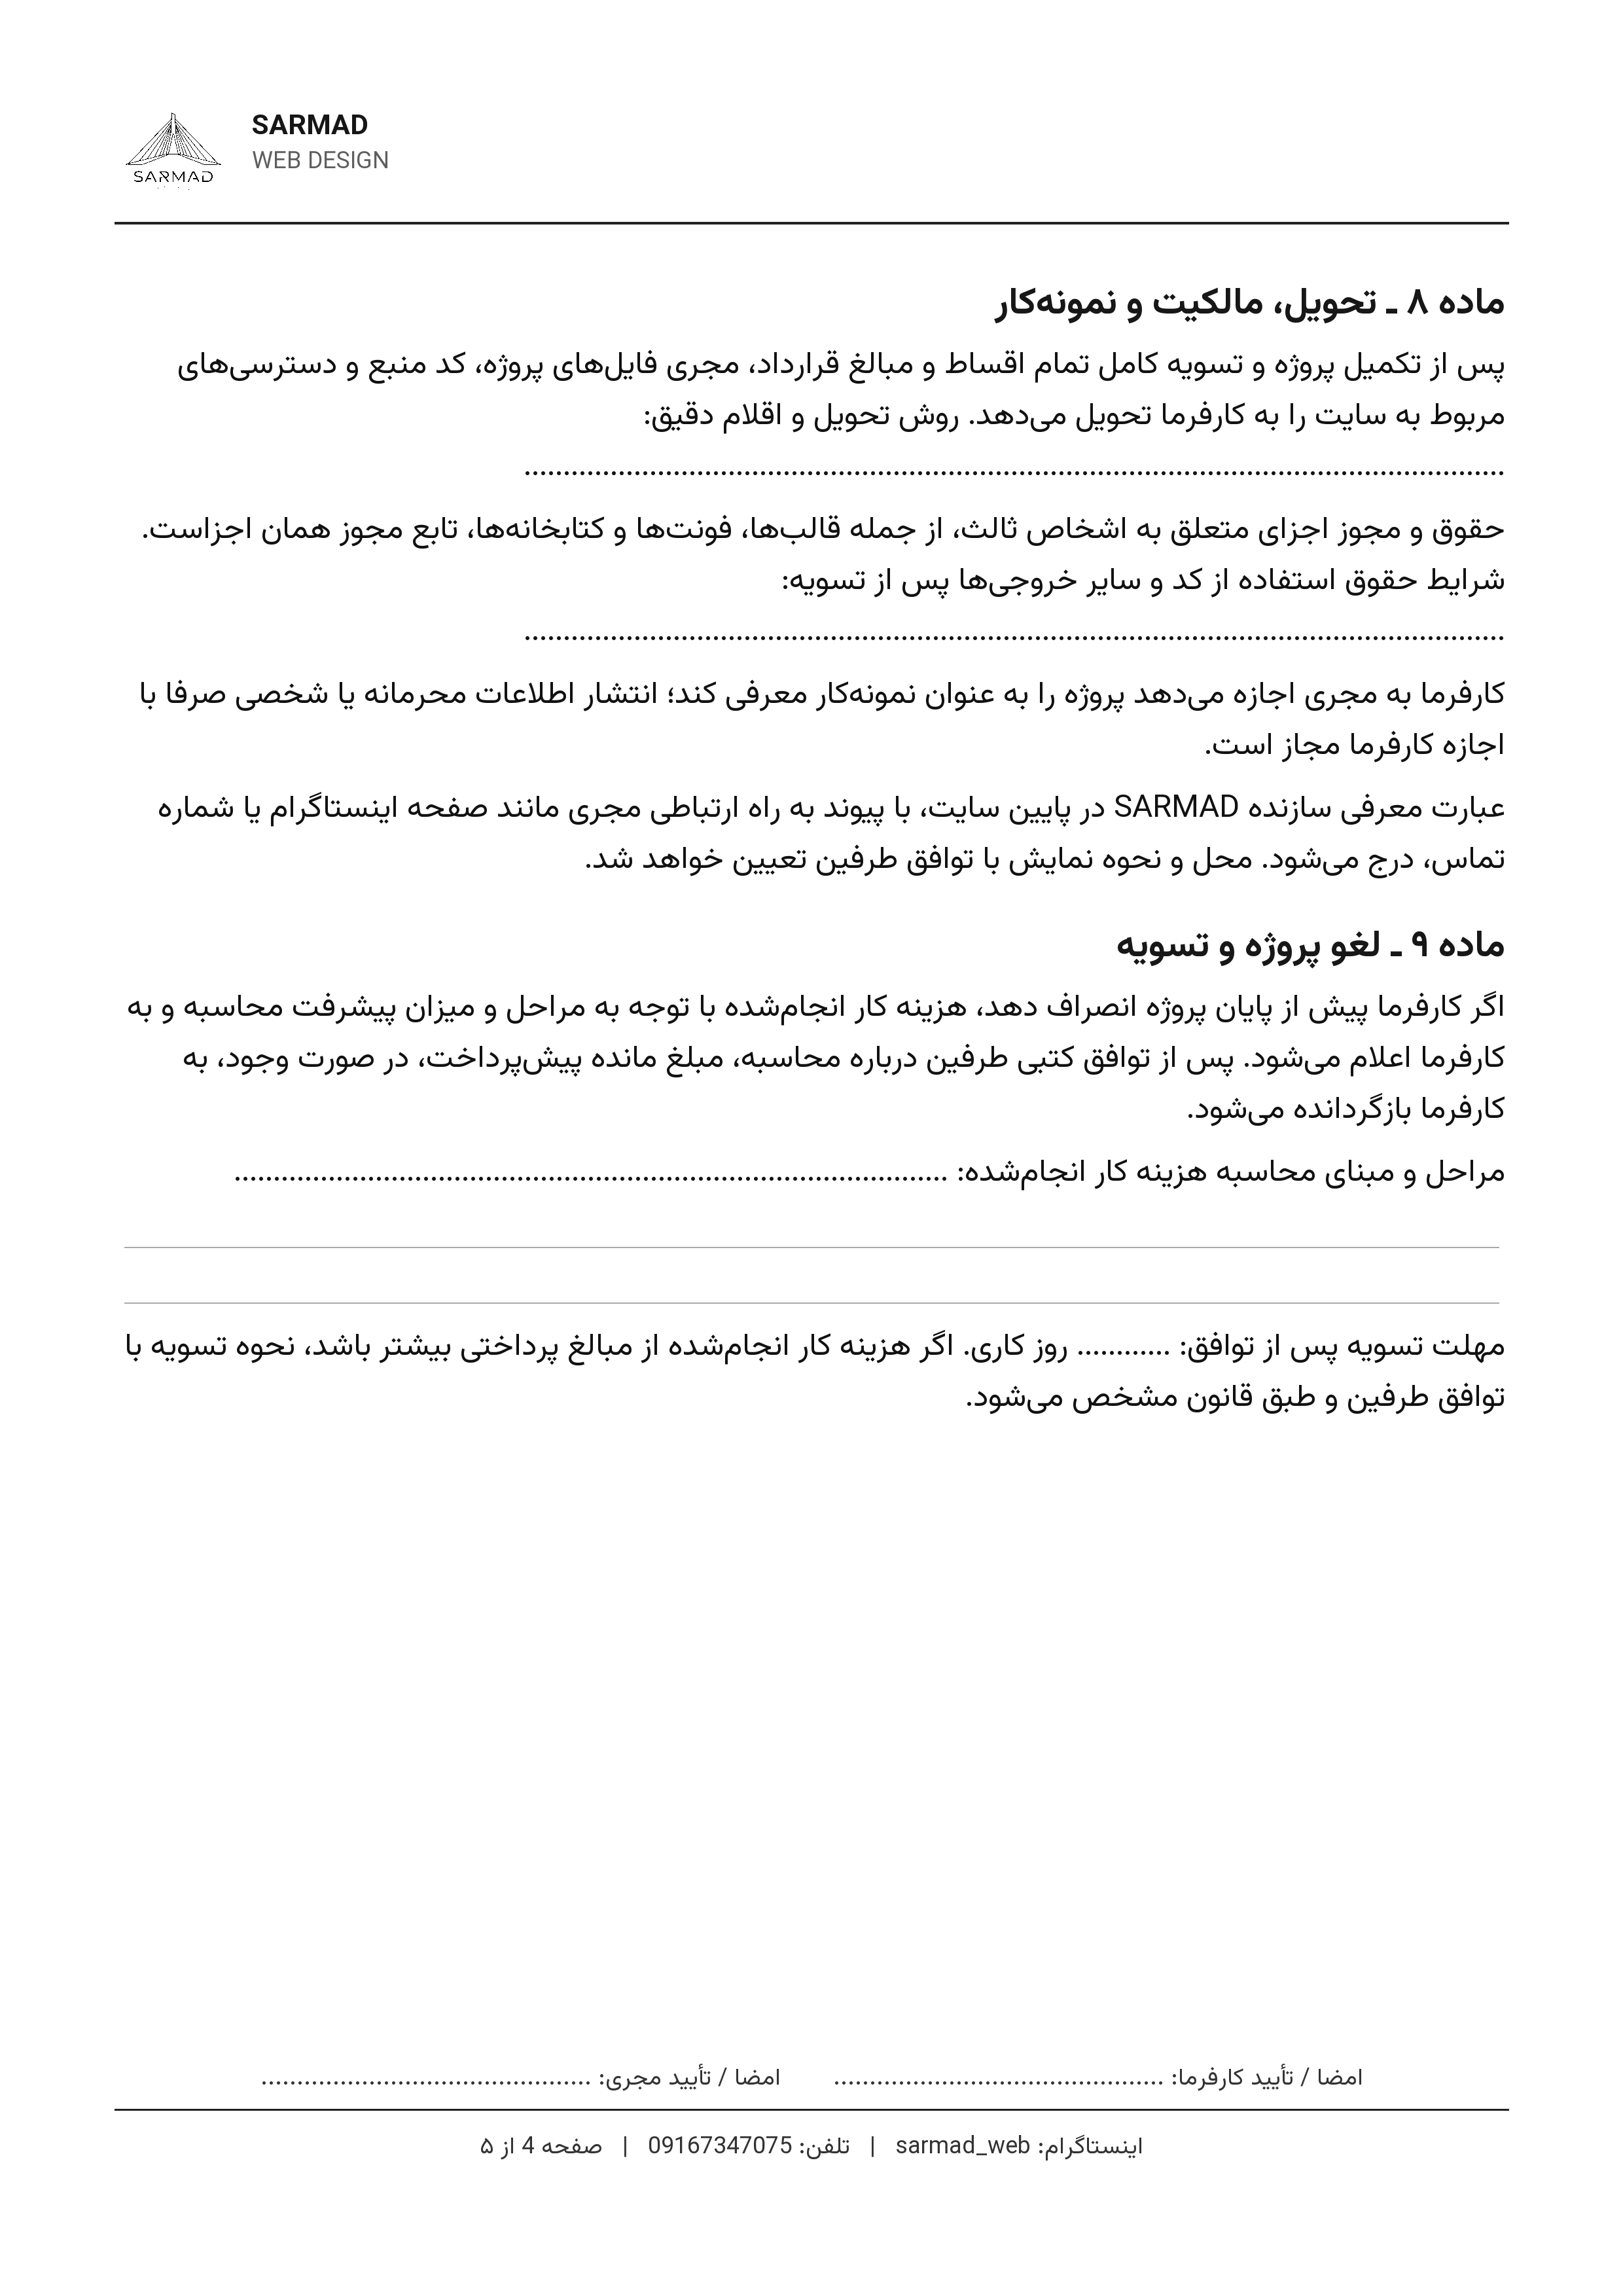 SARMAD
WEB DESIGN
SARMAD
ماده ۸ ـ تحویل، مالکیت و نمونه‌کار
پس از تکمیل پروژه و تسویه کامل تمام اقساط و مبالغ قرارداد، مجری فایل‌های پروژه، کد منبع و دسترسی‌های
مربوط به سایت را به کارفرما تحویل می‌دهد. روش تحویل و اقلام دقیق:
.............................................................................................................................
حقوق و مجوز اجزای متعلق به اشخاص ثالث، از جمله قالب‌ها، فونت‌ها و کتابخانه‌ها، تابع مجوز همان اجزاست.
شرایط حقوق استفاده از کد و سایر خروجی‌ها پس از تسویه:
.............................................................................................................................
کارفرما به مجری اجازه می‌دهد پروژه را به عنوان نمونه‌کار معرفی کند؛ انتشار اطلاعات محرمانه یا شخصی صرفا با
اجازه کارفرما مجاز است.
عبارت معرفی سازنده SARMAD در پایین سایت، با پیوند به راه ارتباطی مجری مانند صفحه اینستاگرام یا شماره
تماس، درج می‌شود. محل و نحوه نمایش با توافق طرفین تعیین خواهد شد.
ماده ۹ ـ لغو پروژه و تسویه
اگر کارفرما پیش از پایان پروژه انصراف دهد، هزینه کار انجام‌شده با توجه به مراحل و میزان پیشرفت محاسبه و به
کارفرما اعلام می‌شود. پس از توافق کتبی طرفین درباره محاسبه، مبلغ مانده پیش‌پرداخت، در صورت وجود، به
کارفرما بازگردانده می‌شود.
مراحل و مبنای محاسبه هزینه کار انجام‌شده: ...........................................................................................
مهلت تسویه پس از توافق: ............ روز کاری. اگر هزینه کار انجام‌شده از مبالغ پرداختی بیشتر باشد، نحوه تسویه با
توافق طرفین و طبق قانون مشخص می‌شود.
امضا / تأیید کارفرما: .............................................. امضا / تأیید مجری: ..............................................
اینستاگرام: sarmad_web | تلفن: 09167347075 | صفحه 4 از ۵